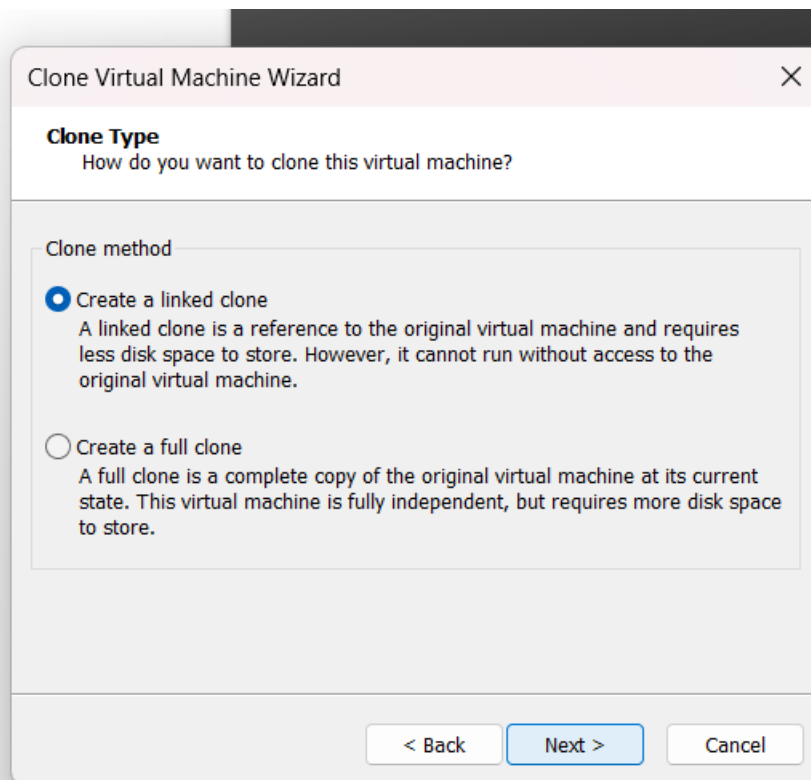 Clone Virtual Machine Wizard
Clone Type
How do you want to clone this virtual machine?
Clone method
Create a linked clone
A linked clone is a reference to the original virtual machine and requires
less disk space to store. However, it cannot run without access to the
original virtual machine.
Create a full clone
A full clone is a complete copy of the original virtual machine at its current
state. This virtual machine is fully independent, but requires more disk space
to store.
< Back Next > Cancel